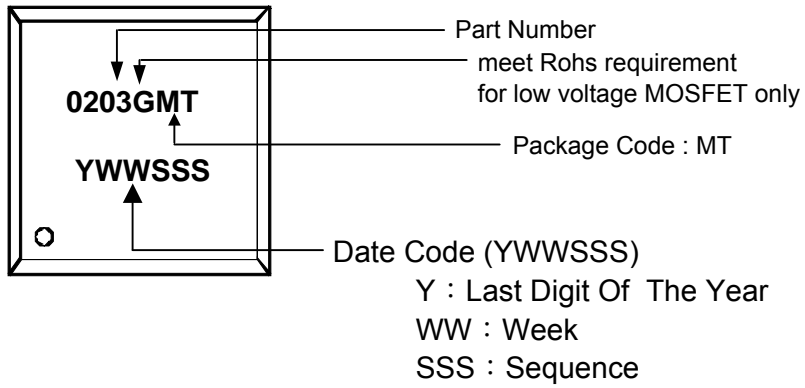 Part Number
meet Rohs requirement
for low voltage MOSFET only
0203GMT
Package Code : MT
YWWSSS
Date Code (YWWSSS)
Y：Last Digit Of The Year
WW：Week
SSS：Sequence